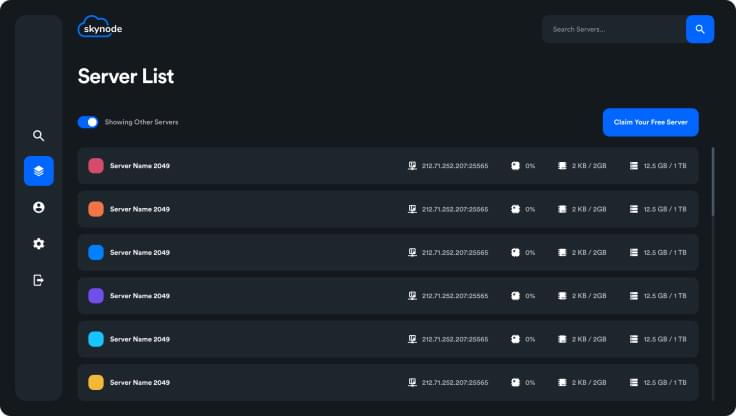 skynode
Search Servers...
Server List
Showing Other Servers
Claim Your Free Server
Server Name 2049 212.71.252.207:25565 0% 2 KB / 2GB 12.5 GB / 1 TB
Server Name 2049 212.71.252.207:25565 0% 2 KB / 2GB 12.5 GB / 1 TB
Server Name 2049 212.71.252.207:25565 0% 2 KB / 2GB 12.5 GB / 1 TB
Server Name 2049 212.71.252.207:25565 0% 2 KB / 2GB 12.5 GB / 1 TB
Server Name 2049 212.71.252.207:25565 0% 2 KB / 2GB 12.5 GB / 1 TB
Server Name 2049 212.71.252.207:25565 0% 2 KB / 2GB 12.5 GB / 1 TB